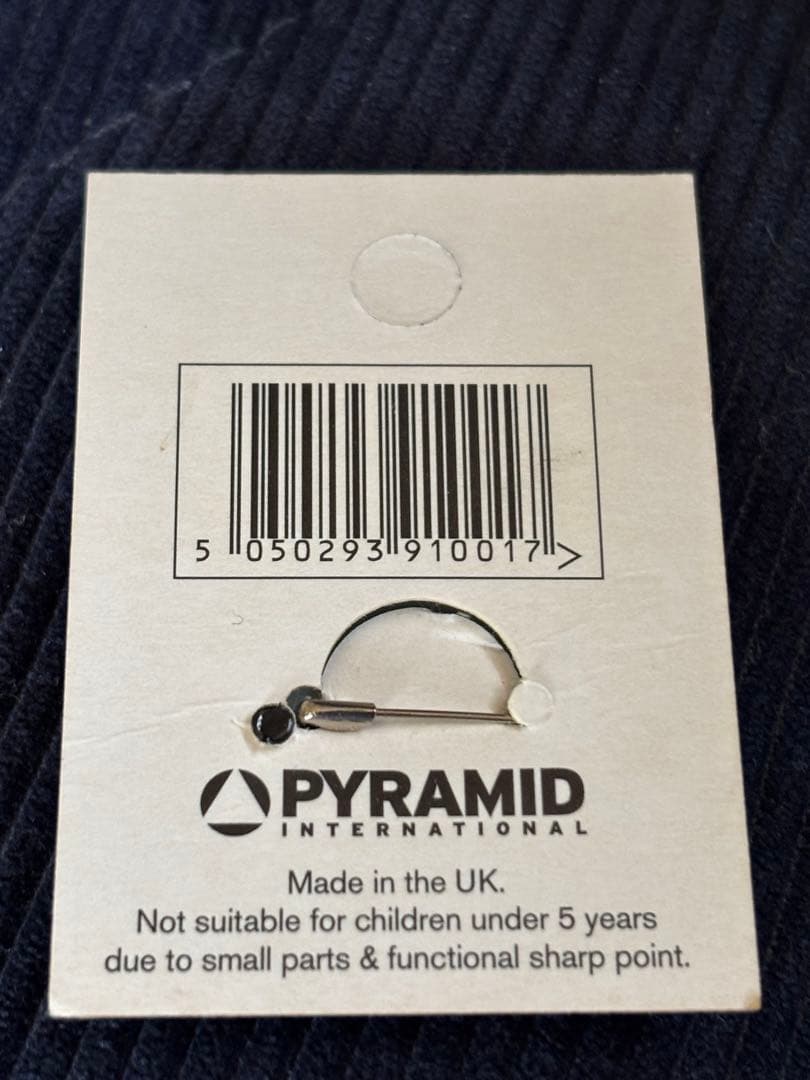 5 050293 910017 >
PYRAMID
INTERNATIONAL
Made in the UK.
Not suitable for children under 5 years
due to small parts & functional sharp point.